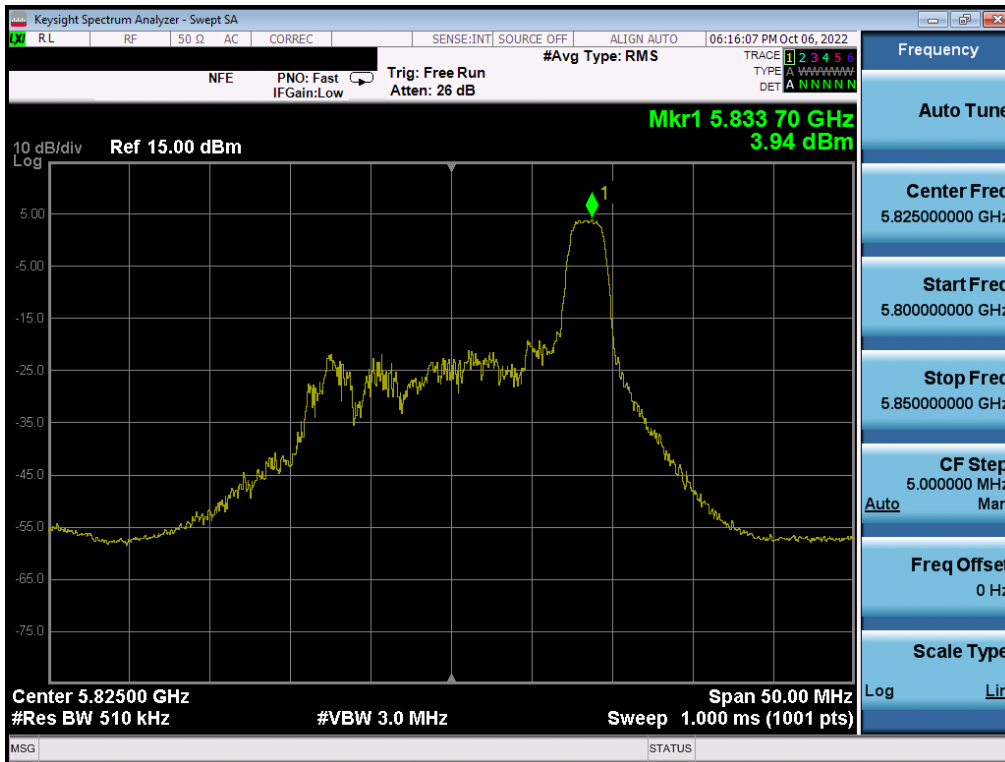 Keysight Spectrum Analyzer - Swept SA
LXI RL RF 50 Ω AC CORREC SENSE:INT SOURCE OFF ALIGN AUTO 06:16:07 PM Oct 06, 2022
NFE PNO: Fast Trig: Free Run #Avg Type: RMS TRACE 1 2 3 4 5 6
IFGain:Low Atten: 26 dB TYPE A WWWWW
DET A N N N N N
Mkr1 5.833 70 GHz
3.94 dBm
10 dB/div Ref 15.00 dBm
Log
1
5.00
-5.00
-15.0
-25.0
-35.0
-45.0
-55.0
-65.0
-75.0
Center 5.82500 GHz Span 50.00 MHz
#Res BW 510 kHz #VBW 3.0 MHz Sweep 1.000 ms (1001 pts)
MSG STATUS
Frequency
Auto Tune
Center Freq
5.825000000 GHz
Start Freq
5.800000000 GHz
Stop Freq
5.850000000 GHz
CF Step
5.000000 MHz
Auto Man
Freq Offset
0 Hz
Scale Type
Log Lin